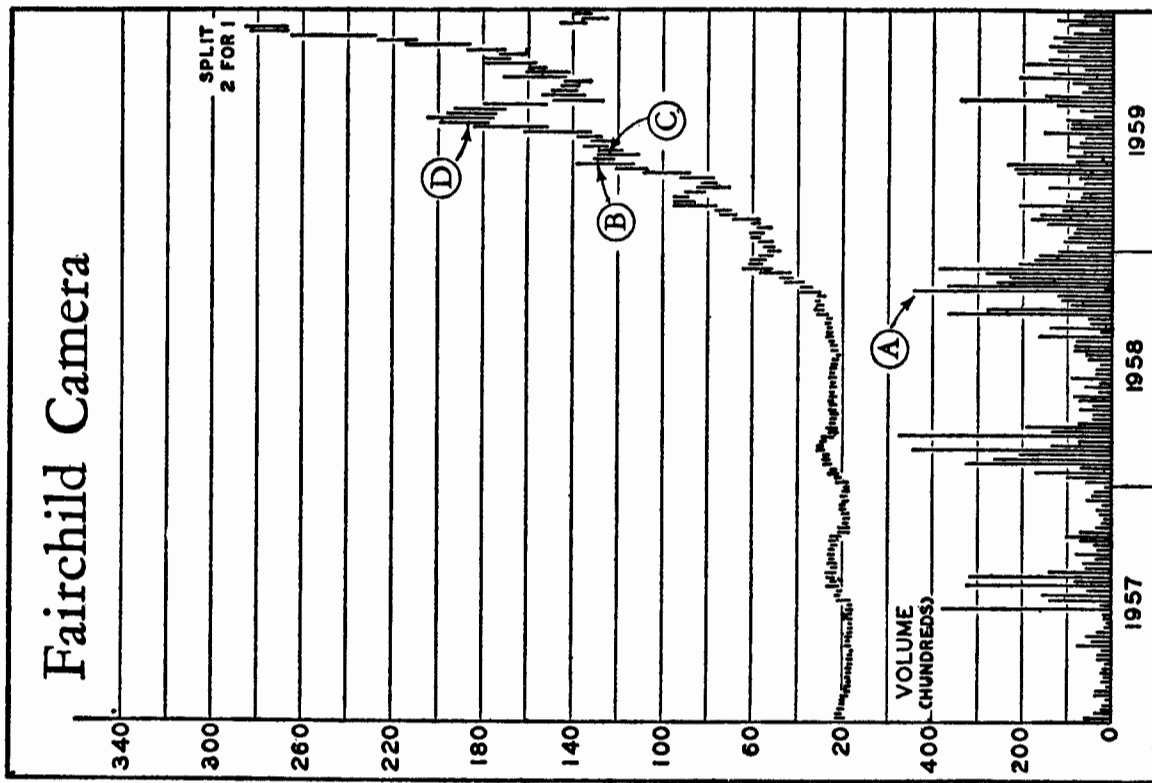 Fairchild Camera
SPLIT
2 FOR 1
340.
300
260
220
180
140
100
60
20
D
C
B
A
VOLUME
(HUNDREDS)
400
200
0
1957
1958
1959